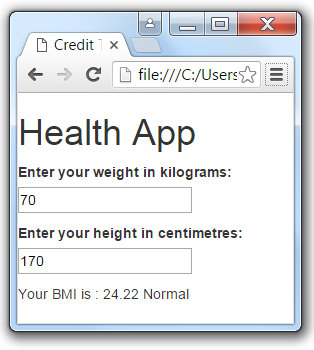 Credit T
file:///C:/Users
Health App
Enter your weight in kilograms:
70
Enter your height in centimetres:
170
Your BMI is : 24.22 Normal